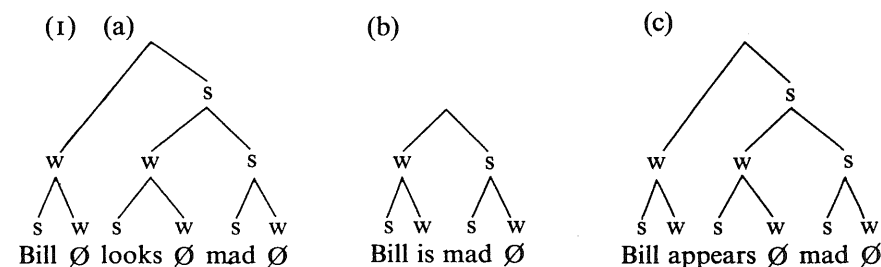 (1) (a) (b) (c)
s s
w w s w s w w s
s w s w s w s w s w s w s w s w
Bill Ø looks Ø mad Ø Bill is mad Ø Bill appears Ø mad Ø